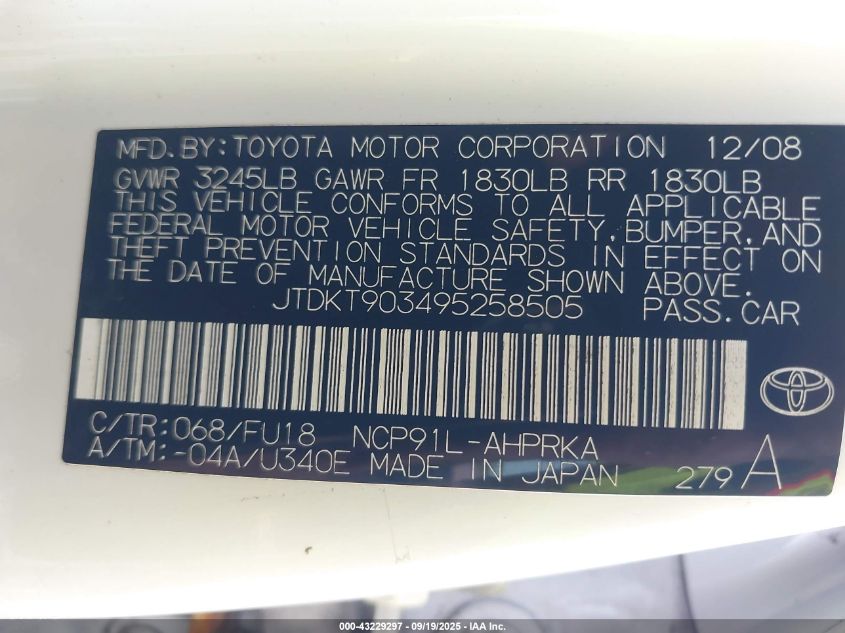 MFD. BY: TOYOTA MOTOR CORPORATION 12/08
GVWR 3245LB GAWR FR 1830LB RR 1830LB
THIS VEHICLE CONFORMS TO ALL APPLICABLE
FEDERAL MOTOR VEHICLE SAFETY, BUMPER, AND
THEFT PREVENTION STANDARDS IN EFFECT ON
THE DATE OF MANUFACTURE SHOWN ABOVE.
JTDKT903495258505 PASS. CAR
C/TR: 068/FU18 NCP91L-AHPRKA
A/TM: -04A/U340E MADE IN JAPAN 279 A
000-43229297 - 09/19/2025 - IAA Inc.